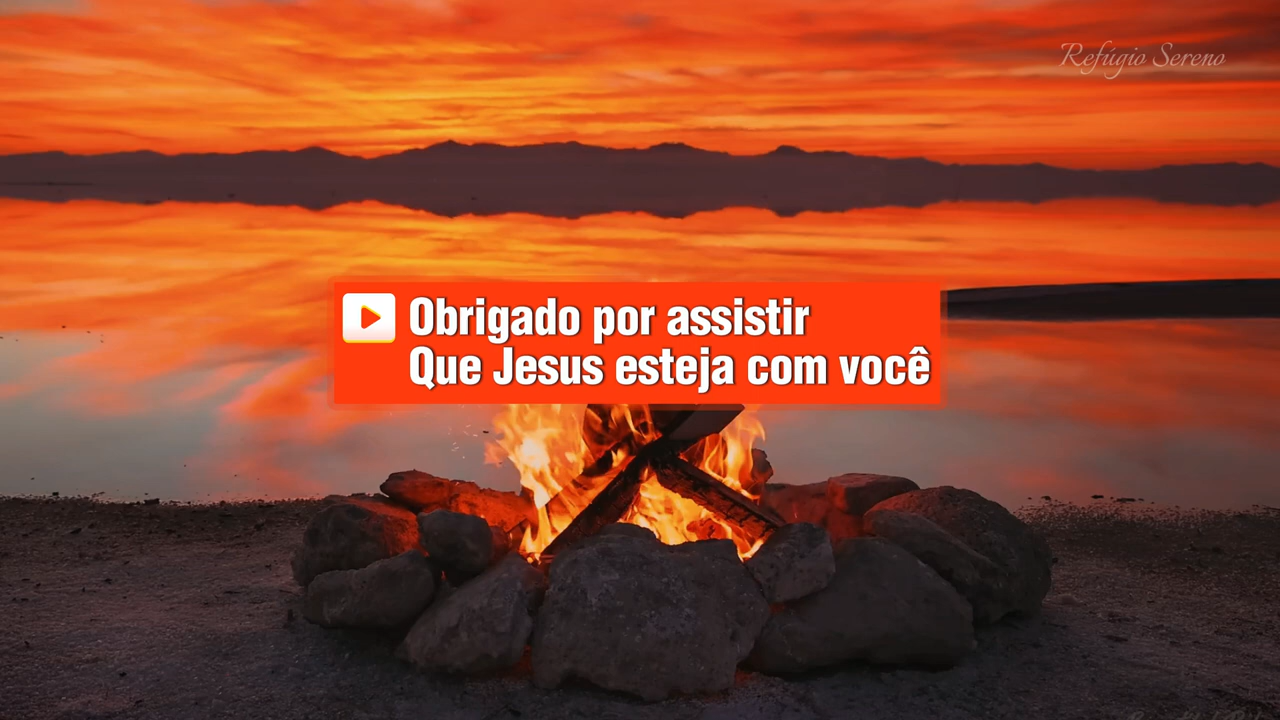 Refúgio Sereno
Obrigado por assistir
Que Jesus esteja com você